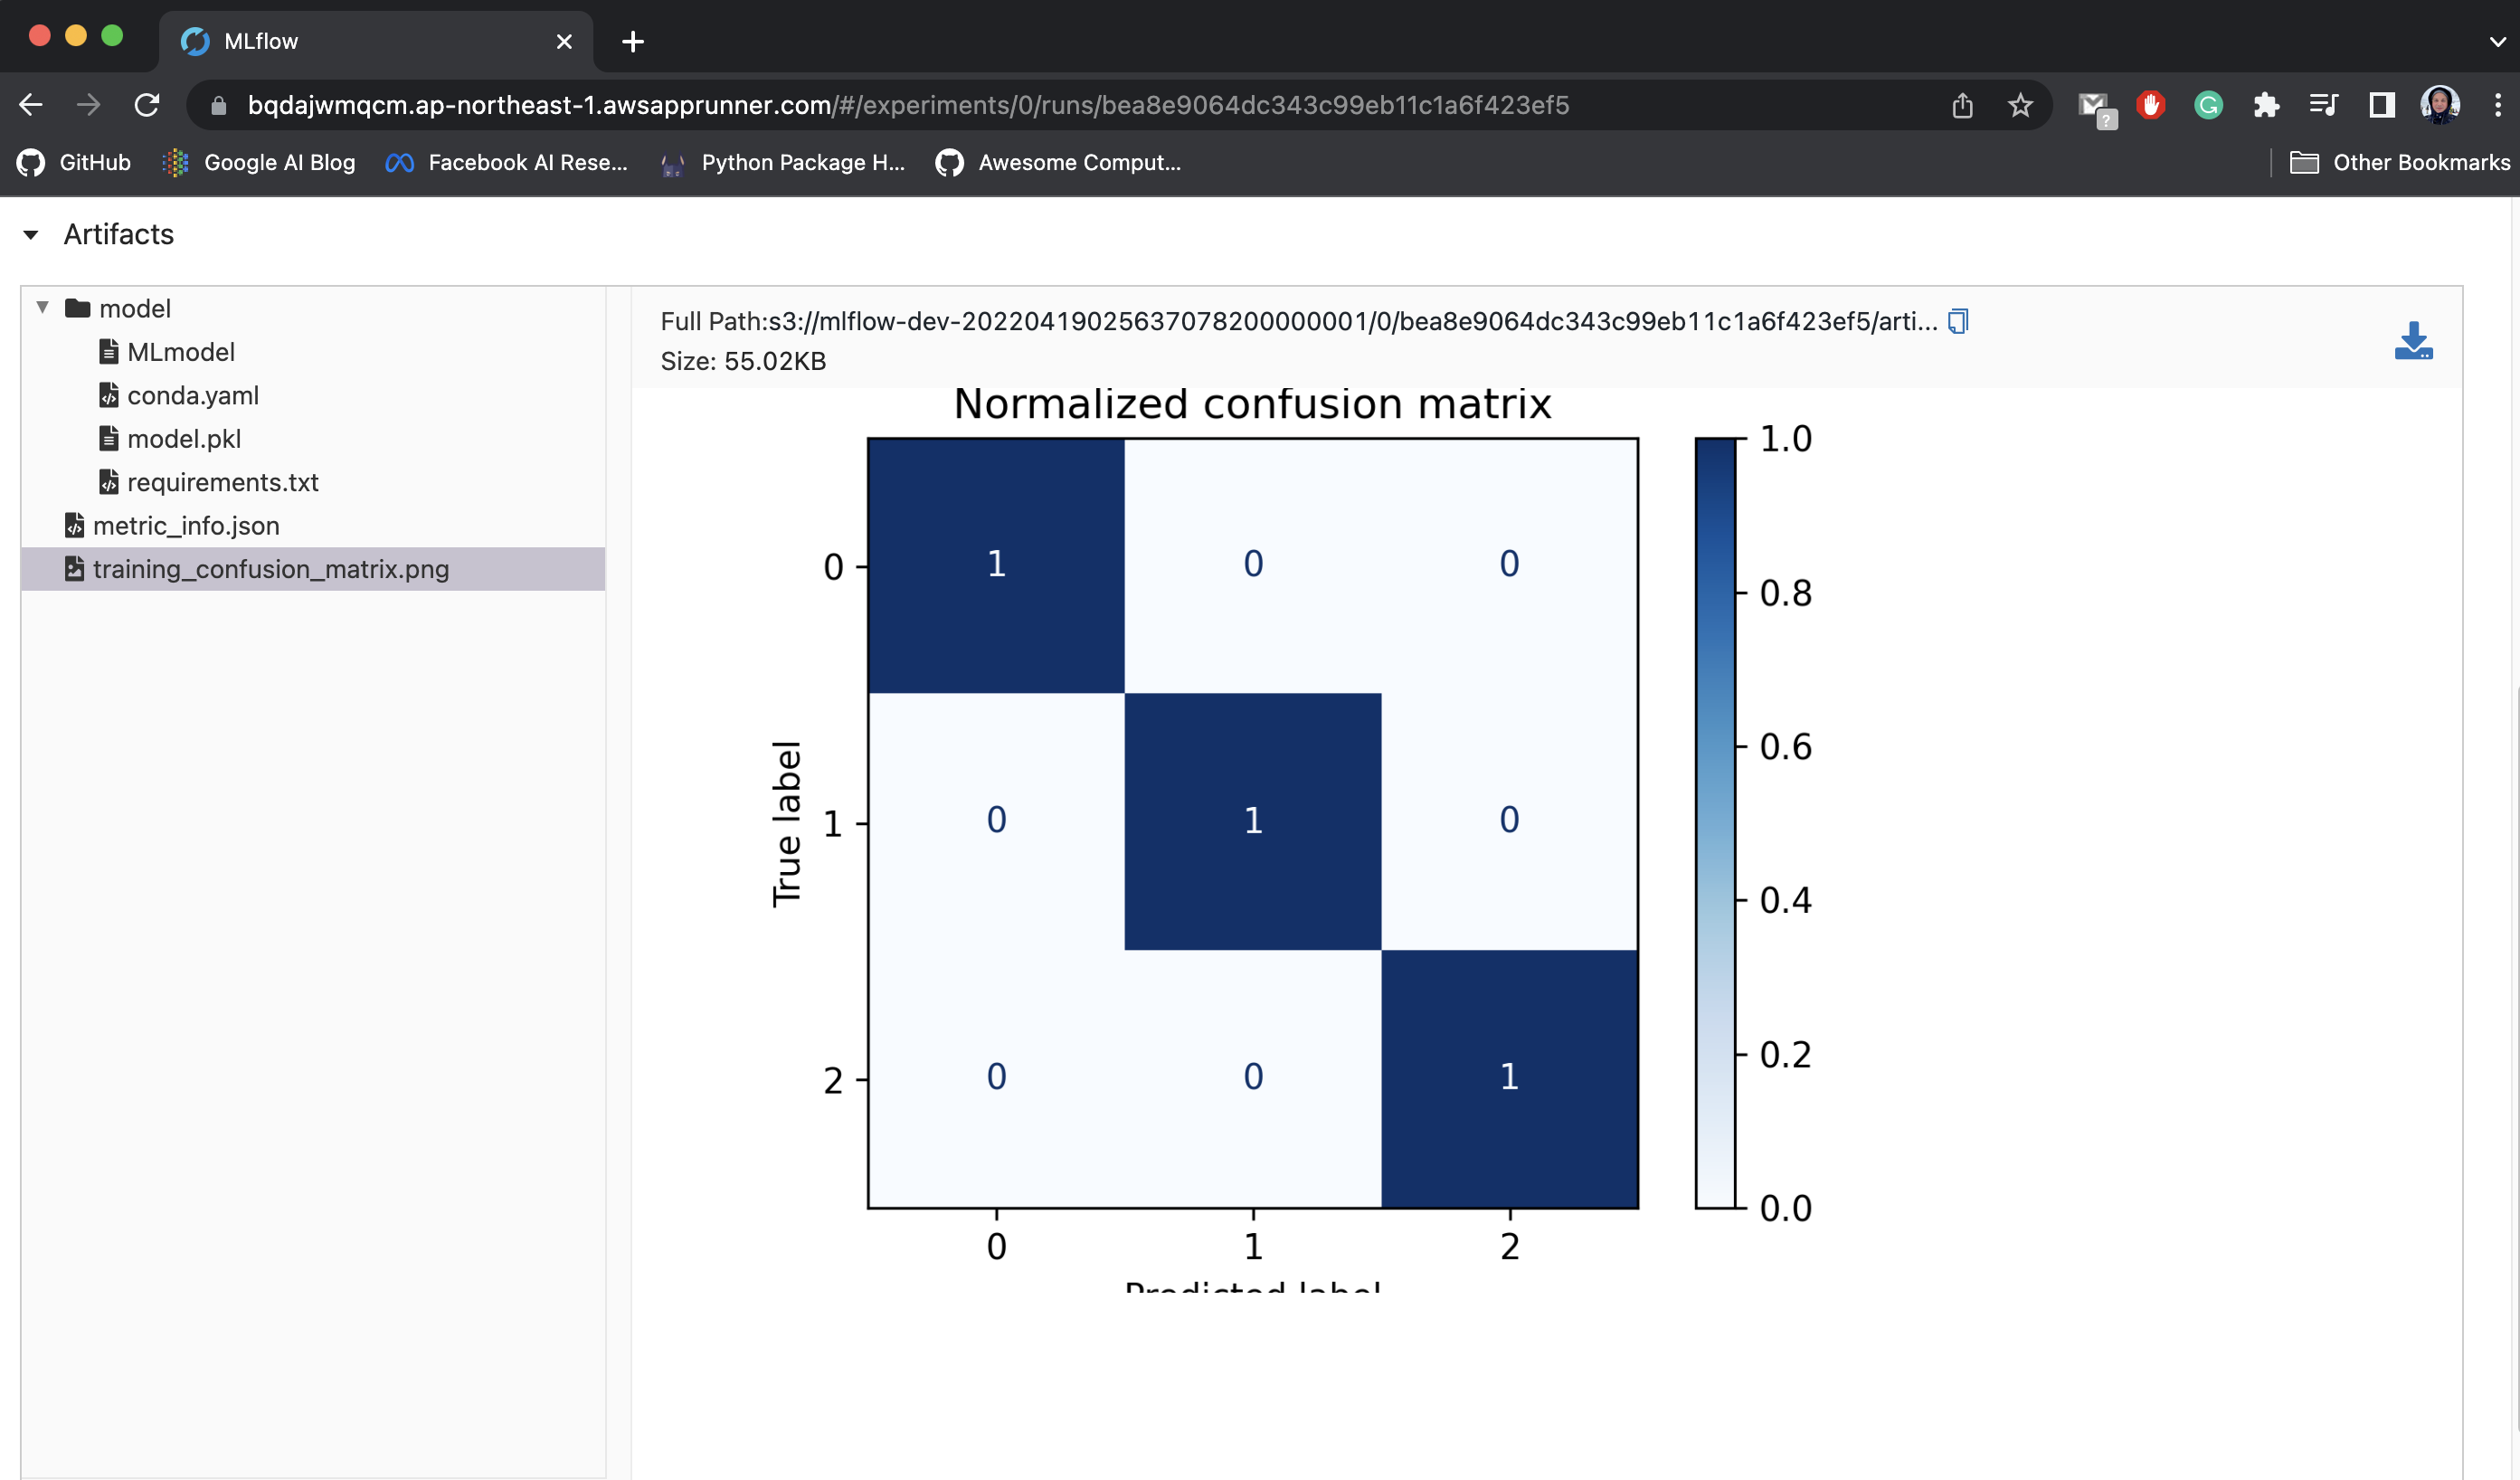 MLflow
bqdajwmqcm.ap-northeast-1.awsapprunner.com/#/experiments/0/runs/bea8e9064dc343c99eb11c1a6f423ef5
?
GitHub
Google AI Blog
Facebook AI Rese...
Python Package H...
Awesome Comput...
Other Bookmarks
Artifacts
model
MLmodel
conda.yaml
model.pkl
requirements.txt
metric_info.json
training_confusion_matrix.png
Full Path:s3://mlflow-dev-20220419025637078200000001/0/bea8e9064dc343c99eb11c1a6f423ef5/arti...
Size: 55.02KB
Normalized confusion matrix
True label
0 1 0 0
1 0 1 0
2 0 0 1
0 1 2
Predicted label
1.0
0.8
0.6
0.4
0.2
0.0